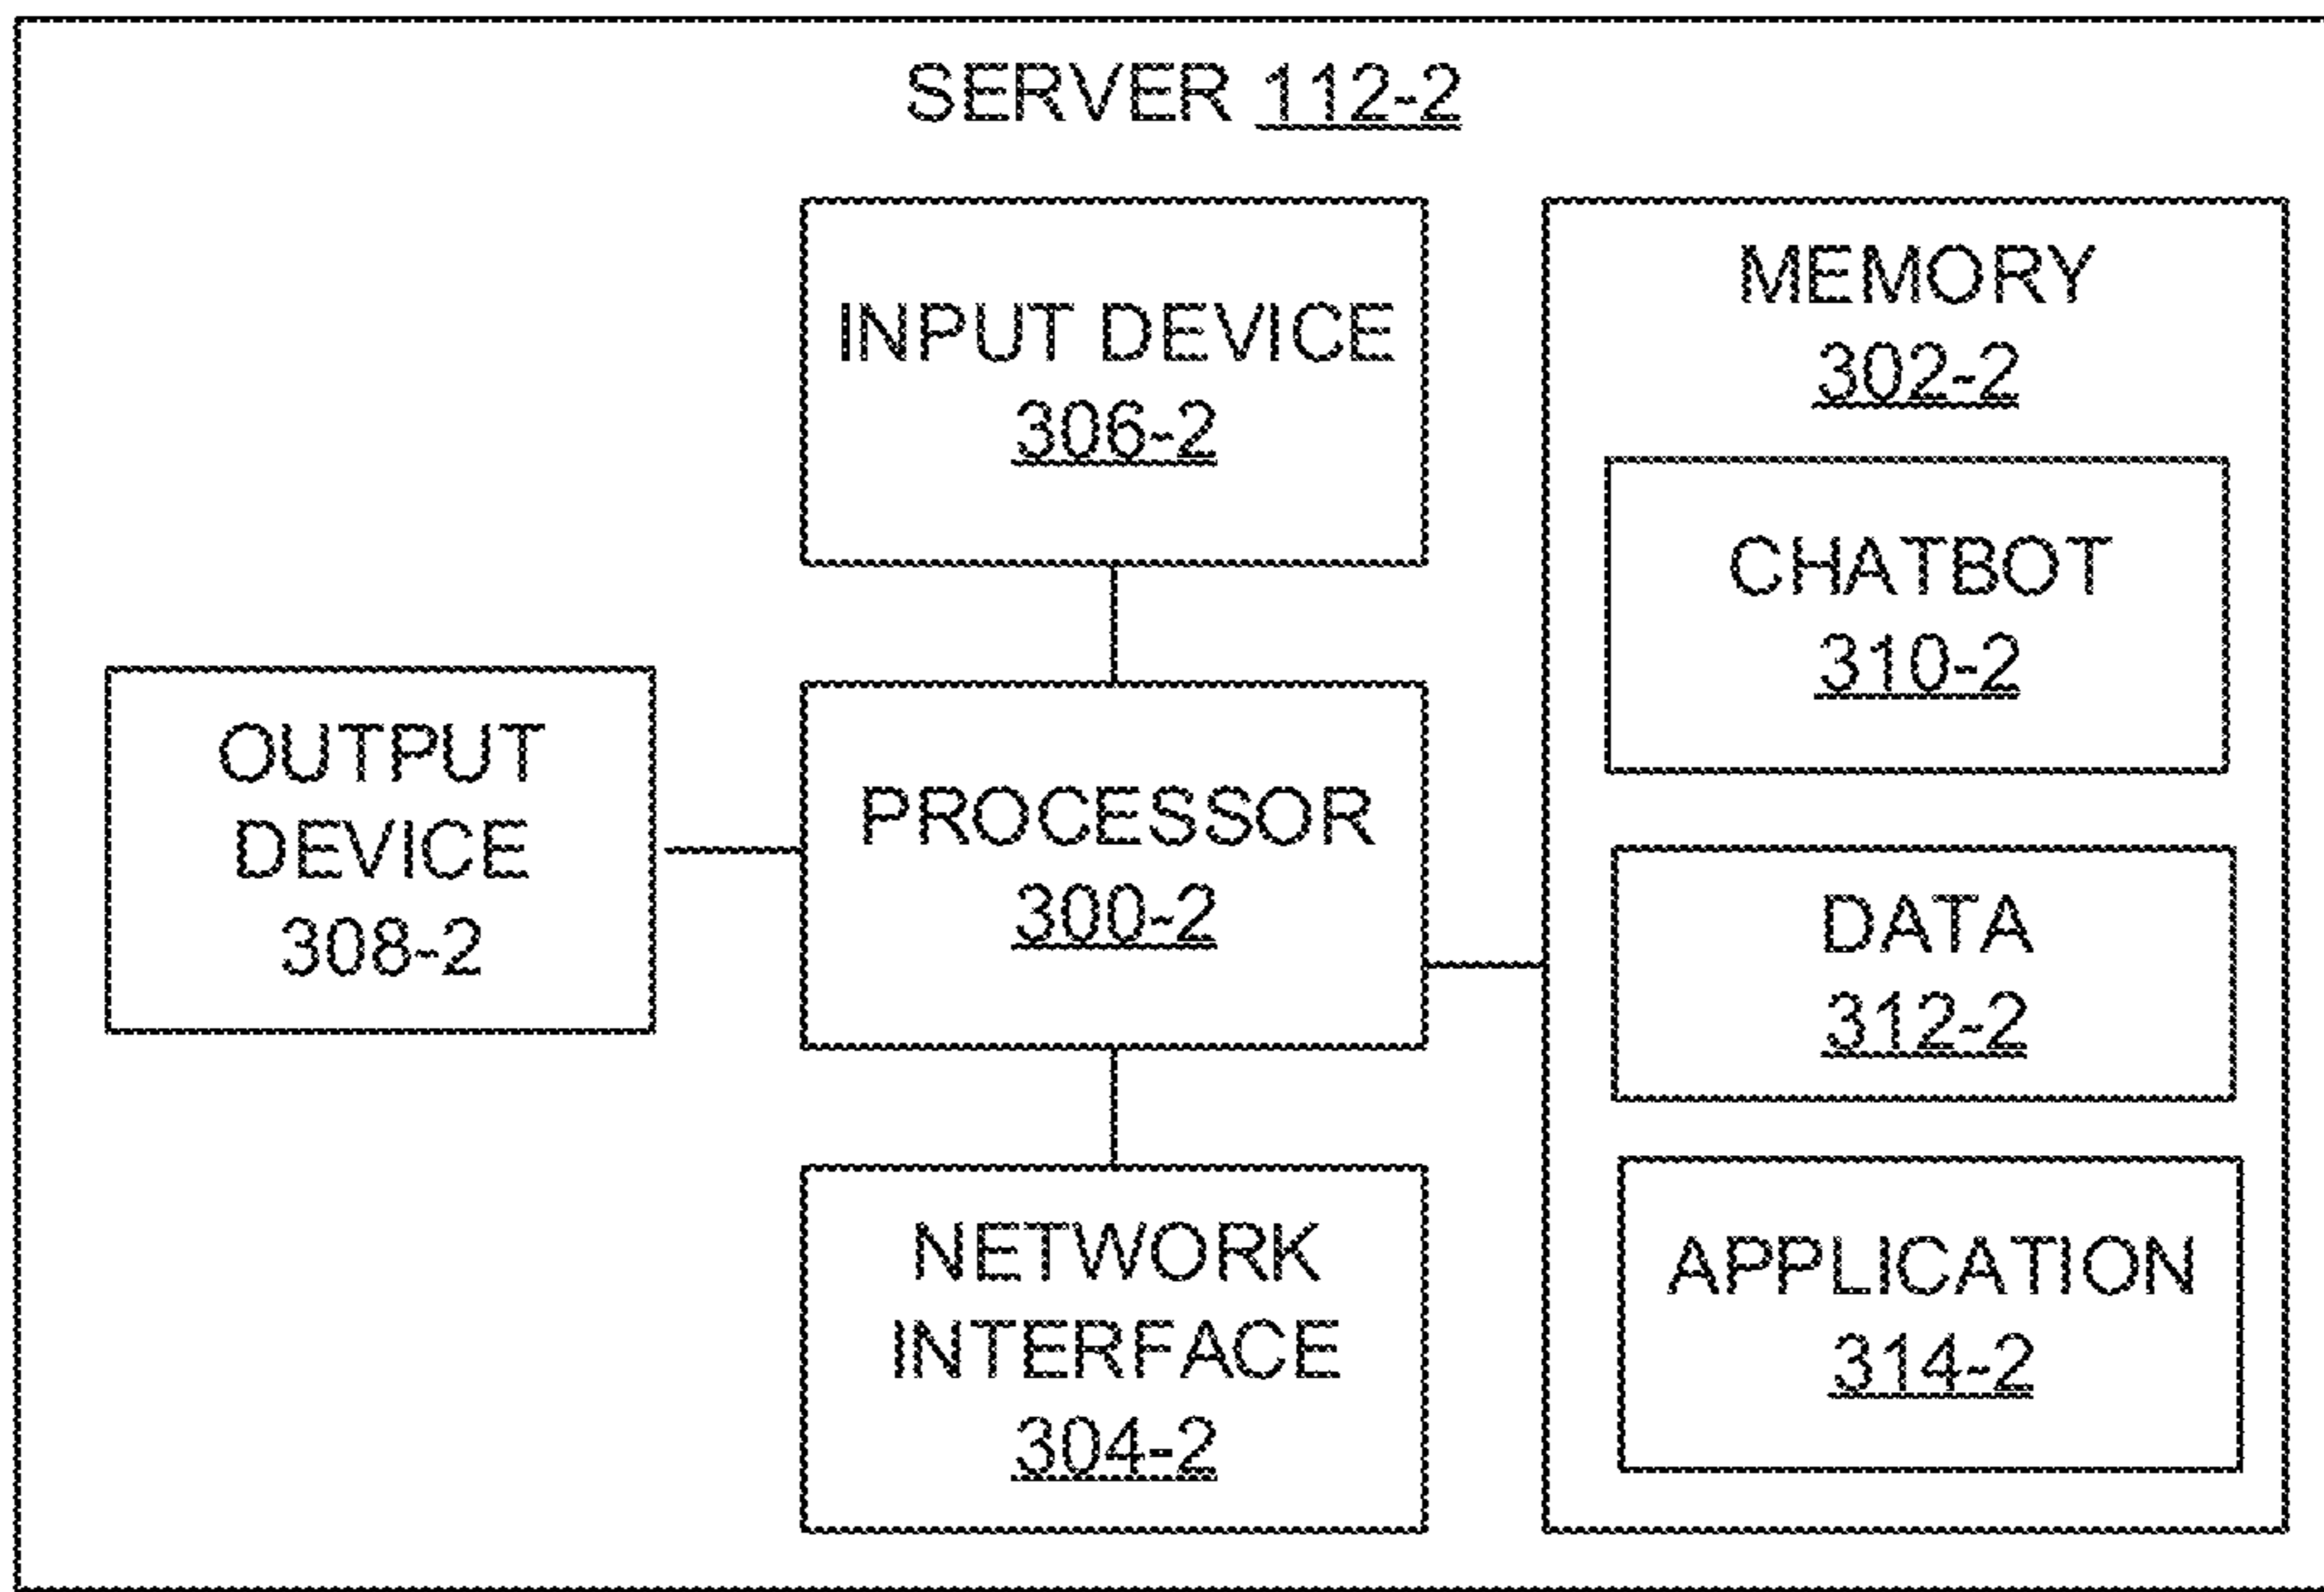 SERVER 112-2
INPUT DEVICE
306-2
MEMORY
302-2
CHATBOT
310-2
OUTPUT
DEVICE
308-2
PROCESSOR
300-2
DATA
312-2
NETWORK
INTERFACE
304-2
APPLICATION
314-2